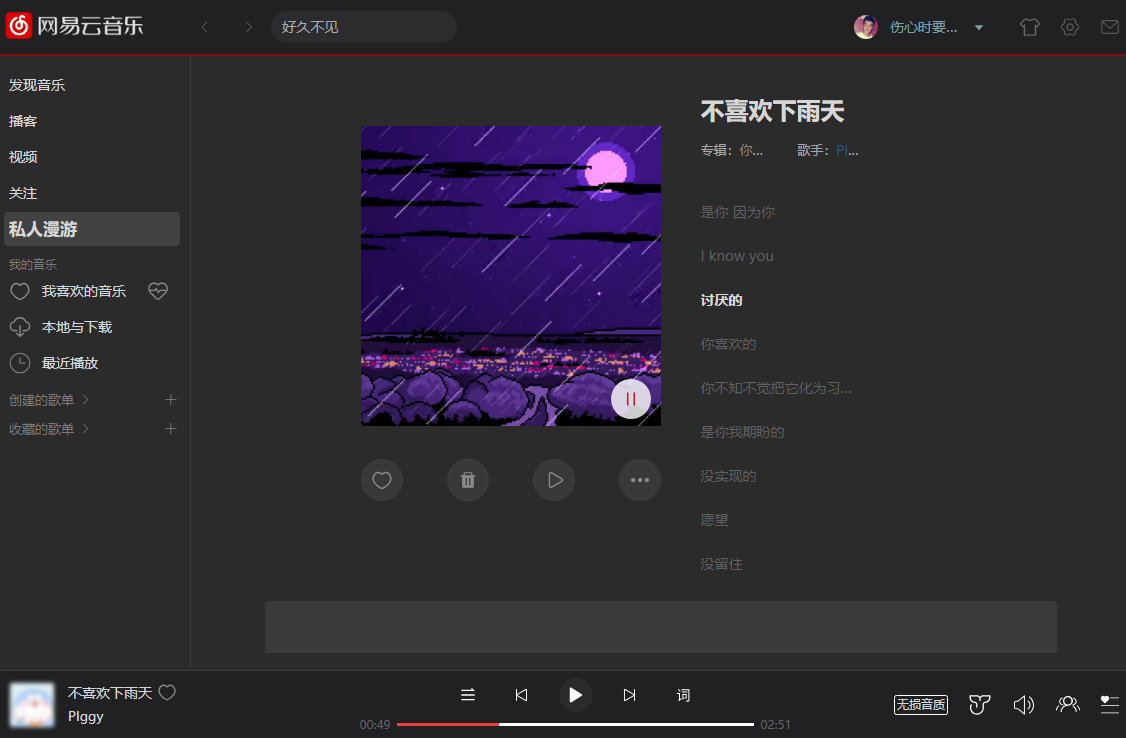 网易云音乐
好久不见
伤心时要...
发现音乐
播客
视频
关注
私人漫游
我的音乐
我喜欢的音乐
本地与下载
最近播放
创建的歌单
收藏的歌单
不喜欢下雨天
专辑：你... 歌手：PI...
是你 因为你
I know you
讨厌的
你喜欢的
你不知不觉把它化为习...
是你我期盼的
没实现的
愿望
没留住
不喜欢下雨天
PIggy
词
00:49
02:51
无损音质